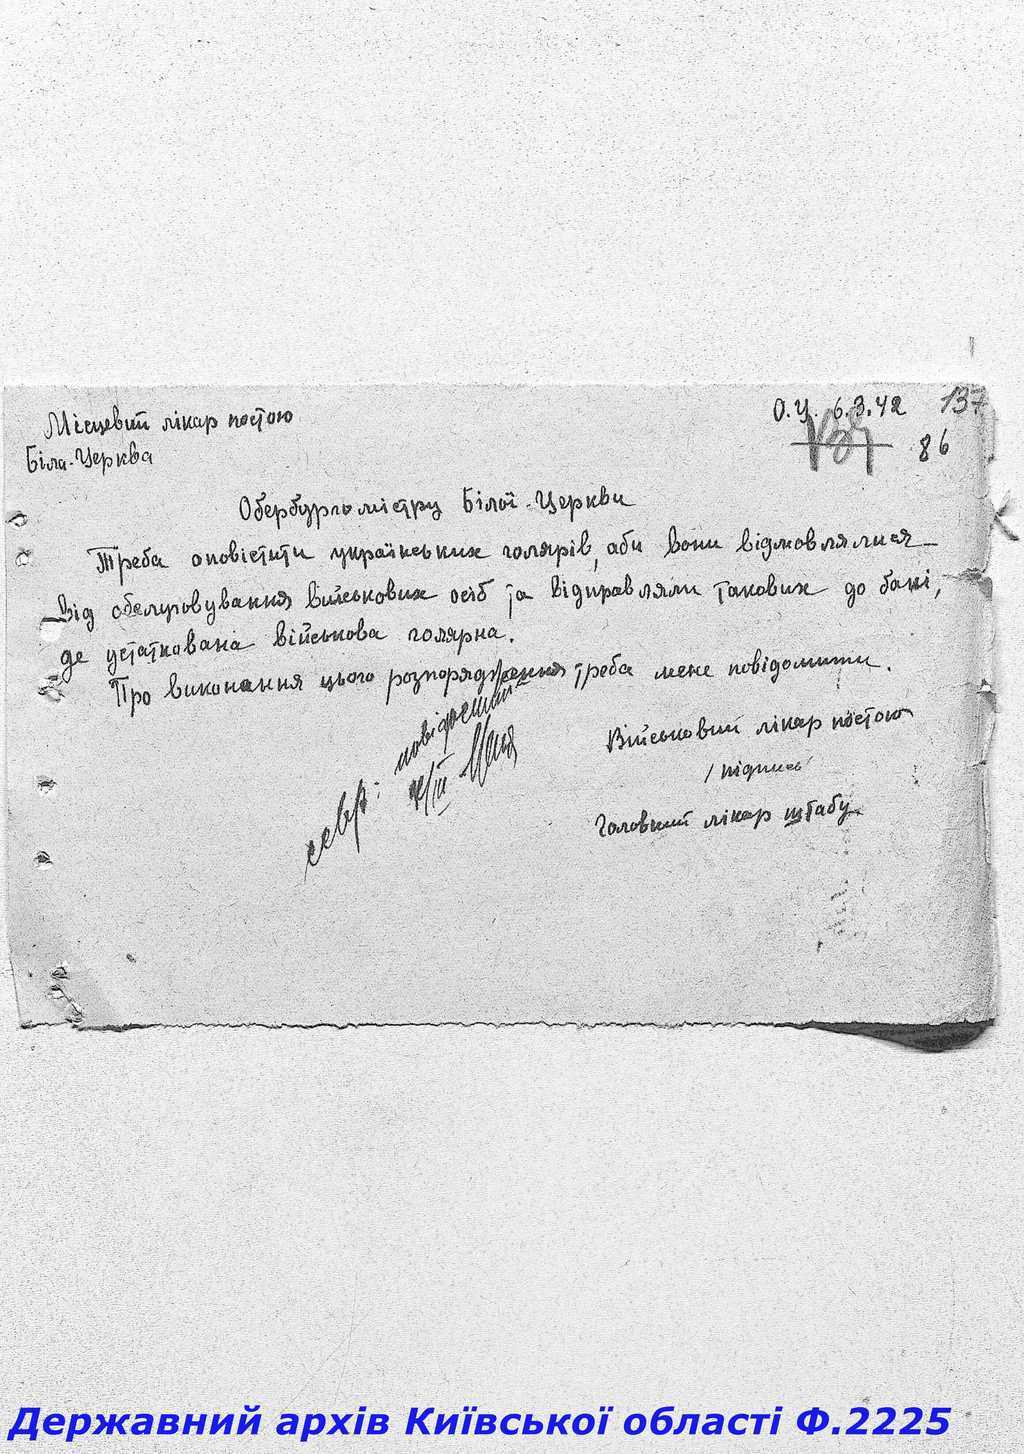 Місцевий лікар постою
Біла-Церква
О.У. 6.3.42
137
86
Обербургомістру Білої-Церкви
Треба оповістити українських голярів, аби вони відмовлялися
від обслуговування військових осіб та відправляли таковых до бані,
де устаткована військова голярна.
Про виконання цього розпорядження треба мене повідомити.
Військовий лікар постою
/підпись
Головний лікар штабу
Державний архів Київської області Ф.2225